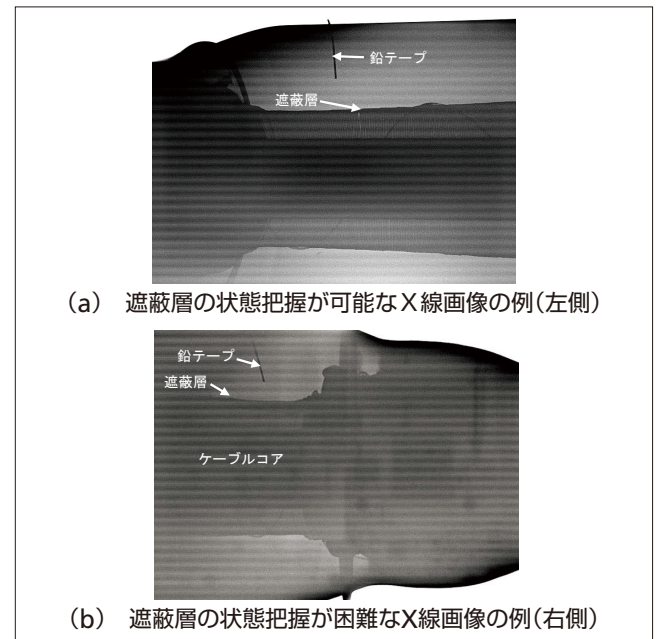 鉛テープ
遮蔽層
(a) 遮蔽層の状態把握が可能なX線画像の例(左側)
鉛テープ
遮蔽層
ケーブルコア
(b) 遮蔽層の状態把握が困難なX線画像の例(右側)